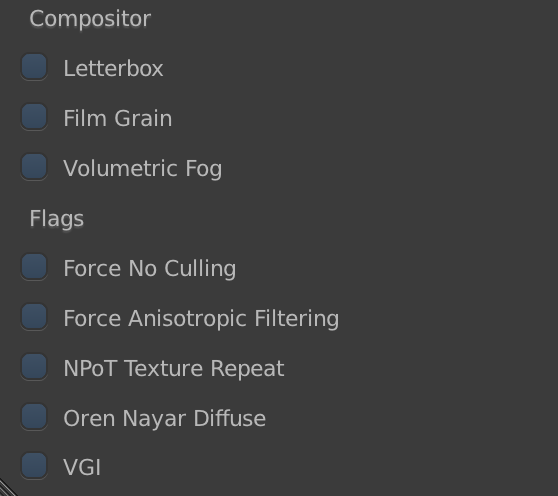 Compositor
Letterbox
Film Grain
Volumetric Fog
Flags
Force No Culling
Force Anisotropic Filtering
NPoT Texture Repeat
Oren Nayar Diffuse
VGI